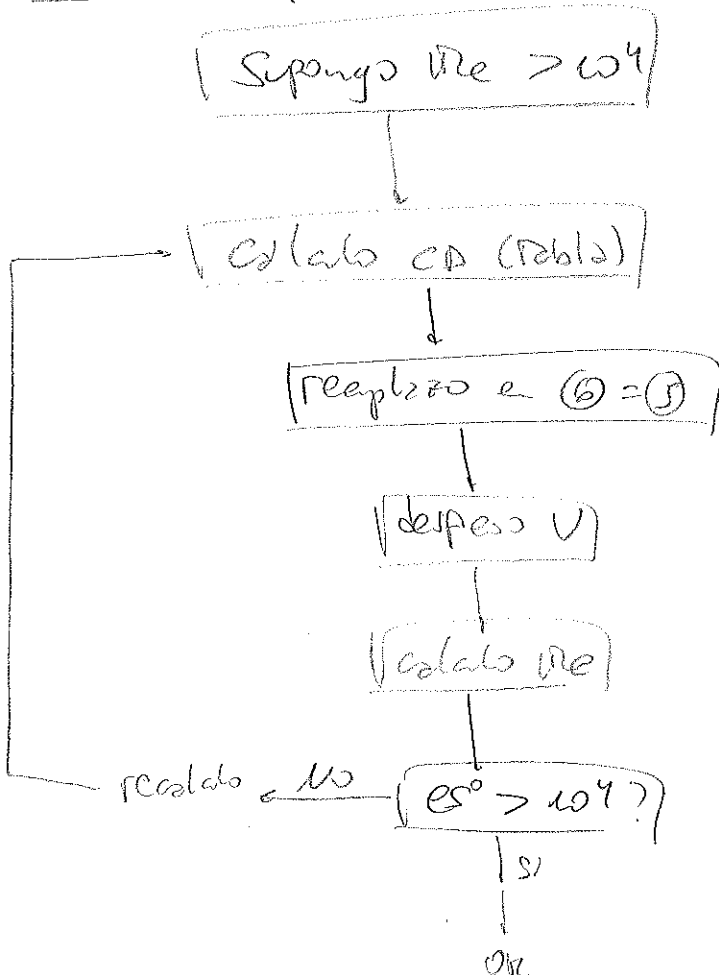 Supongo Re > 10⁴
Calculo CD (Tabla)
reemplazo en ⑥ = ⑤
despejo V
calculo Re
es > 10⁴ ?
NO
recalculo
SI
OK